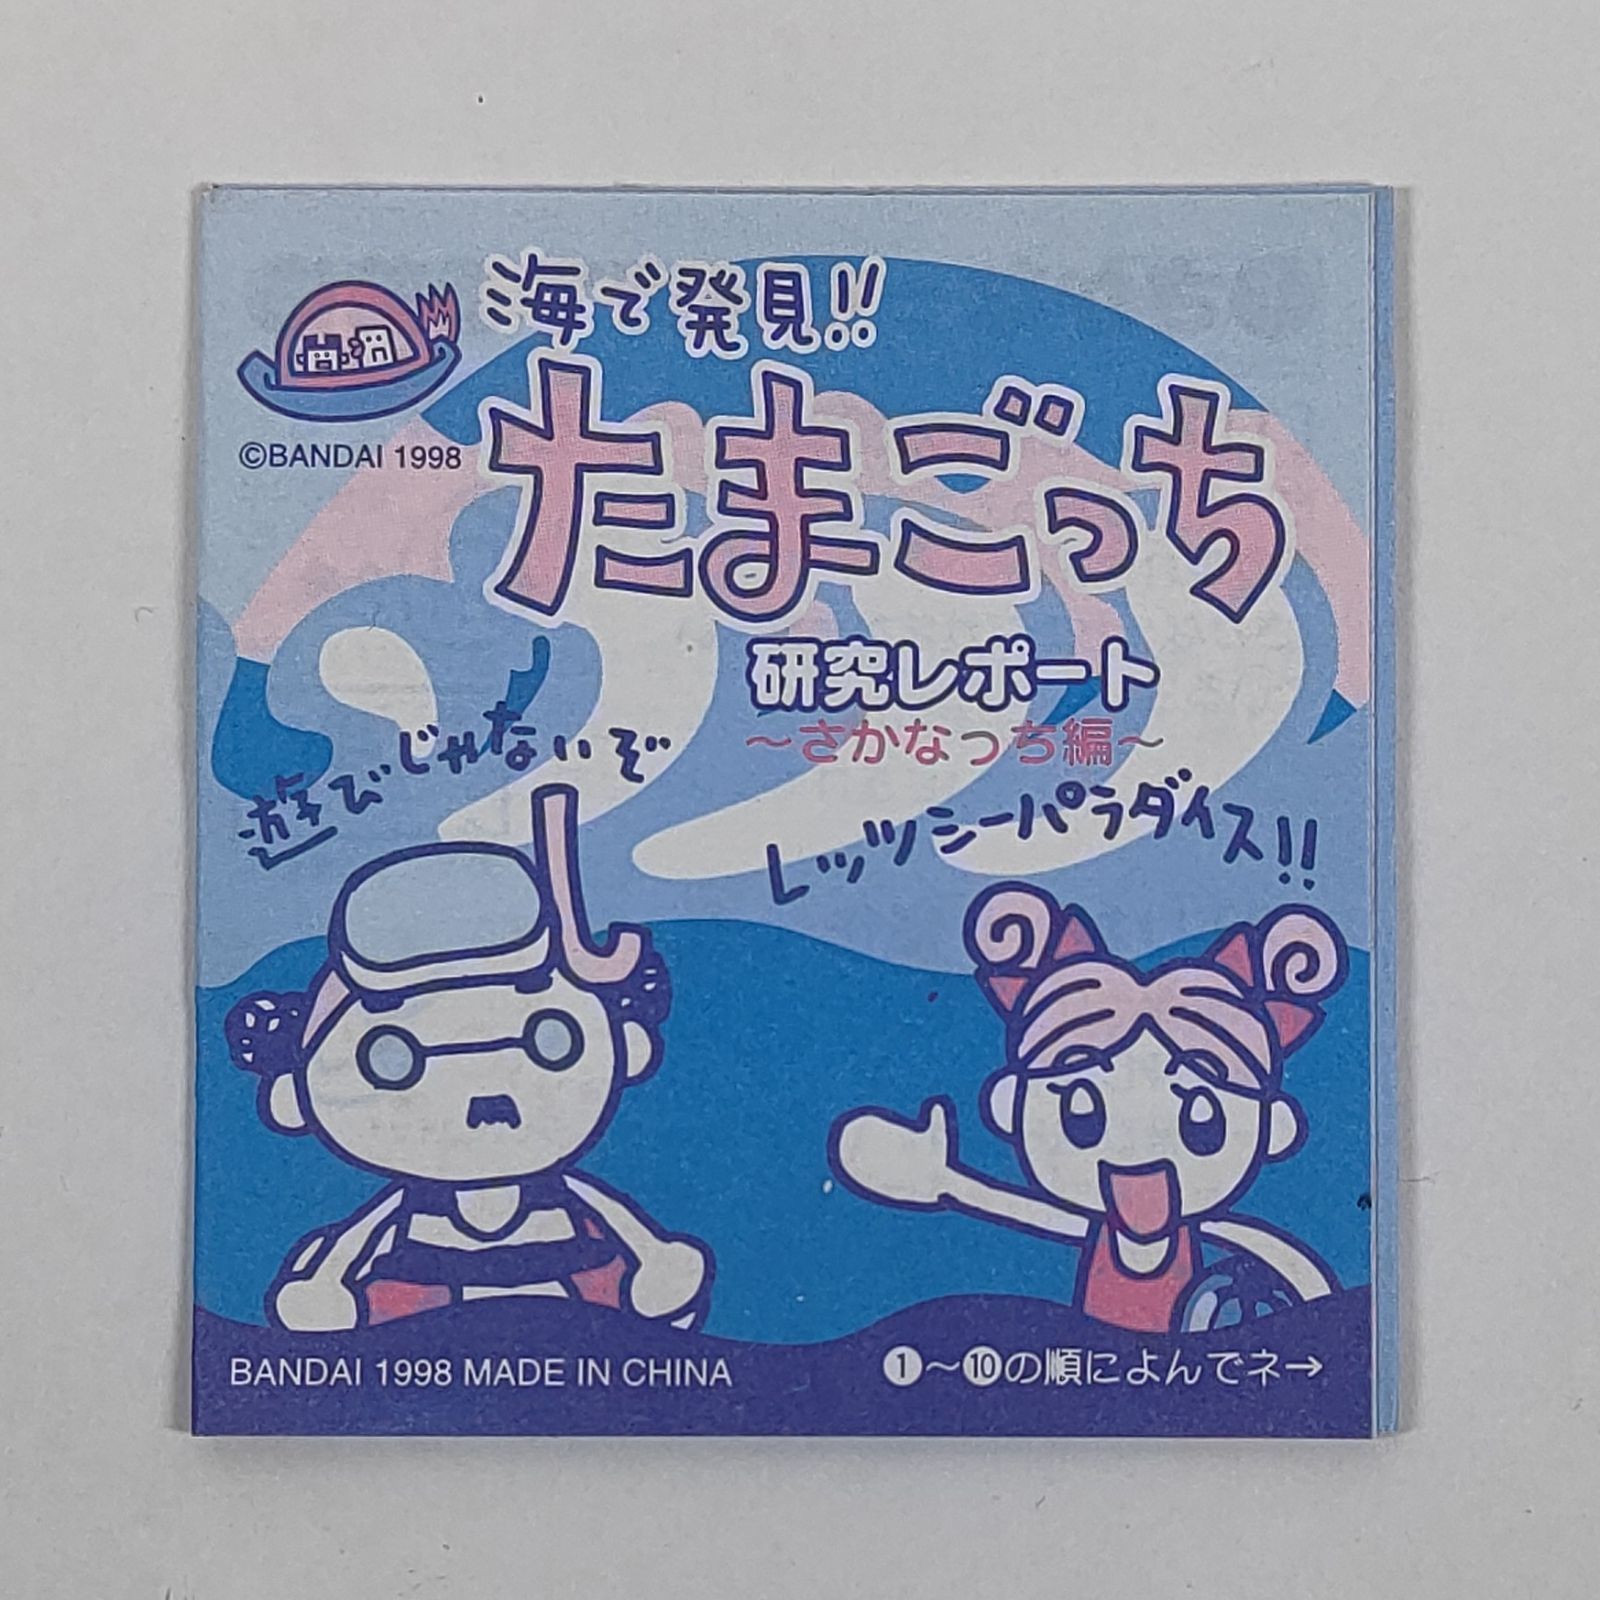 海で発見!!
©BANDAI 1998
たまごっち
研究レポート
〜さかなっち編〜
遊びじゃないぞ
レッツシーパラダイス!!
BANDAI 1998 MADE IN CHINA
❶〜❿の順によんでネ→